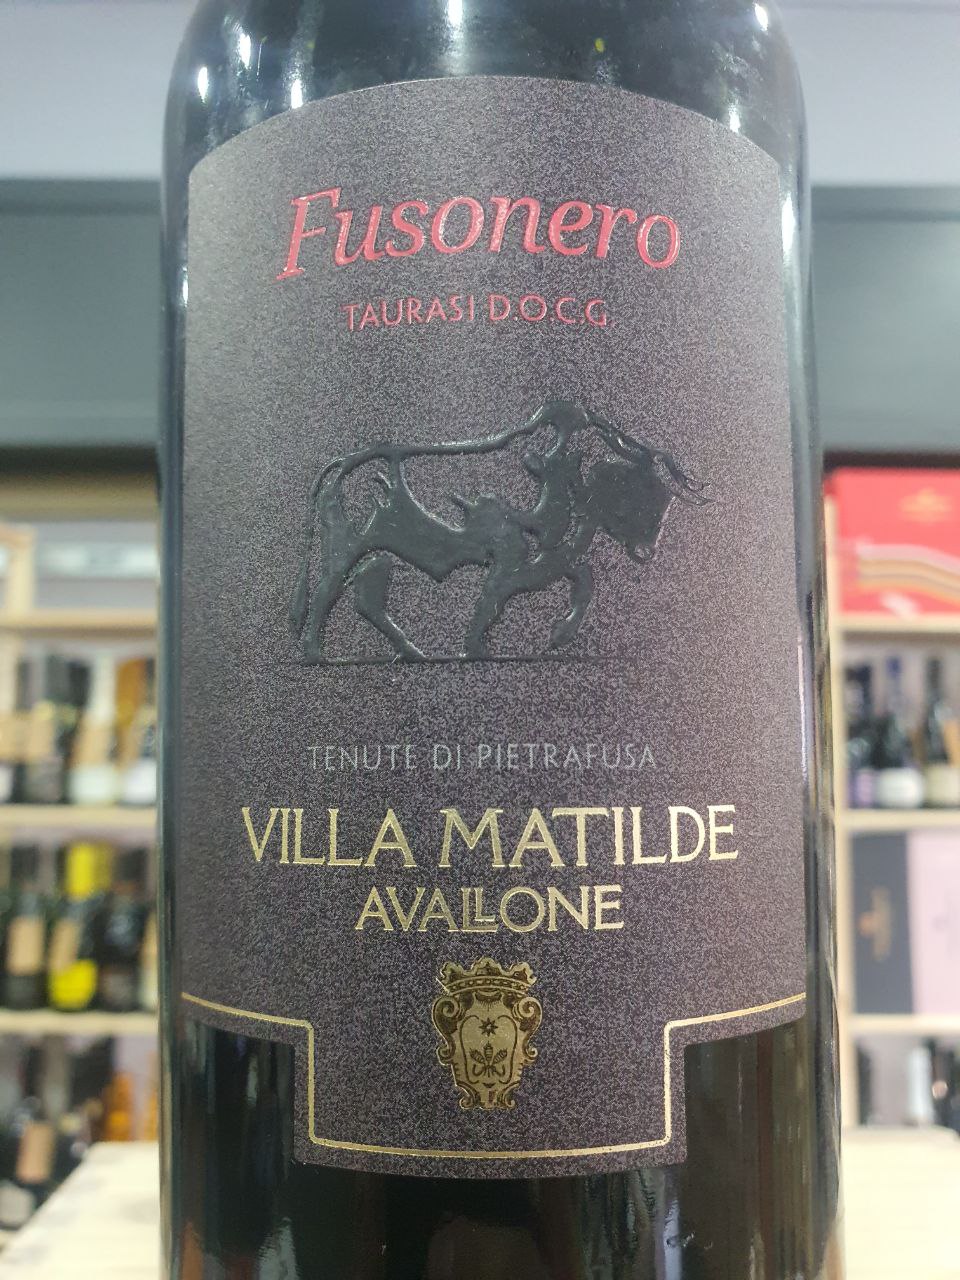 Fusonero
TAURASI D.O.C.G.
TENUTE DI PIETRAFUSA
VILLA MATILDE
AVALLONE